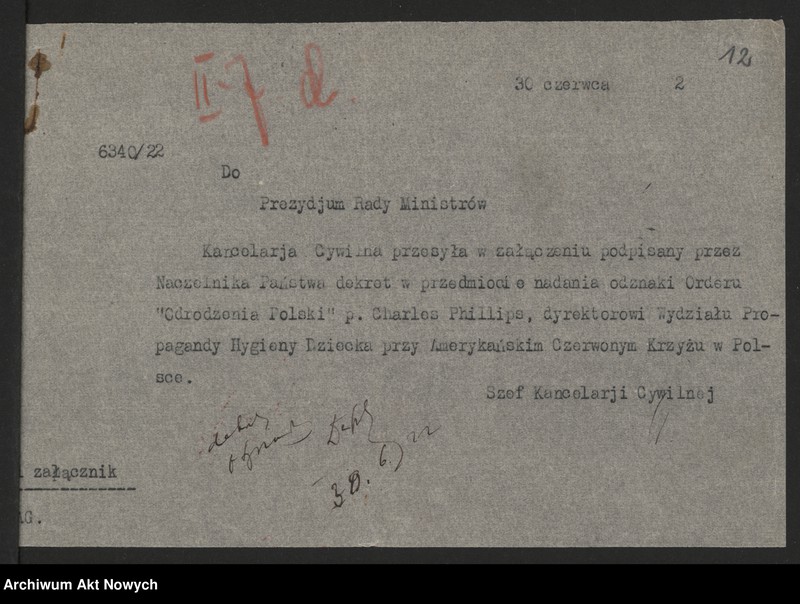 12
II-7 d.
30 czerwca 2
6340/22
Do
Prezydjum Rady Ministrów
Kancelarja Cywilna przesyła w załączeniu podpisany przez
Naczelnika Państwa dekret w przedmiocie nadania odznaki Orderu
"Odrodzenia Polski" p. Charles Phillips, dyrektorowi Wydziału Pro-
pagandy Hygieny Dziecka przy Amerykańskim Czerwonym Krzyżu w Pol-
sce.
Szef Kancelarji Cywilnej
30. 6. 22
załącznik
AG.
Archiwum Akt Nowych